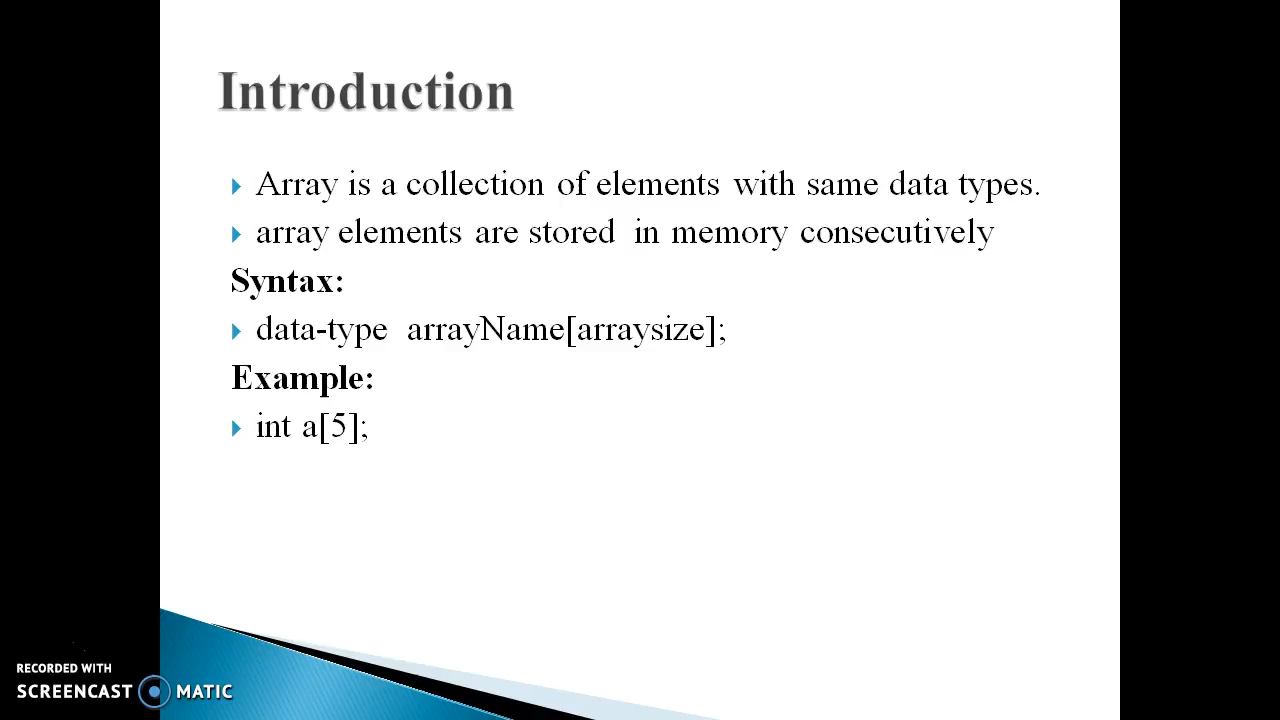 Introduction
Array is a collection of elements with same data types.
array elements are stored in memory consecutively
Syntax:
data-type arrayName[arraysize];
Example:
int a[5];
RECORDED WITH
SCREENCAST MATIC